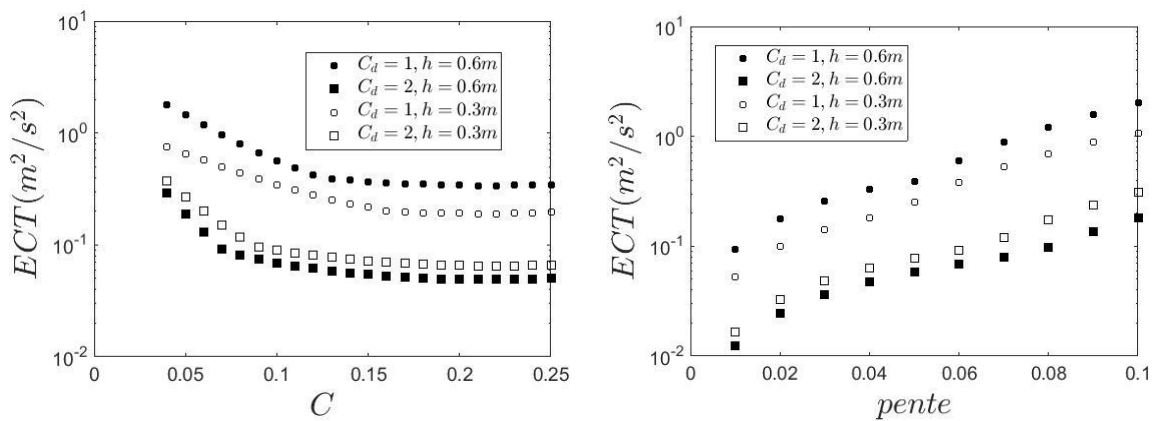 10^1
10^0
10^-1
10^-2
ECT(m^2/s^2)
C_d = 1, h = 0.6m
C_d = 2, h = 0.6m
C_d = 1, h = 0.3m
C_d = 2, h = 0.3m
0 0.05 0.1 0.15 0.2 0.25
C
10^1
10^0
10^-1
10^-2
ECT(m^2/s^2)
C_d = 1, h = 0.6m
C_d = 2, h = 0.6m
C_d = 1, h = 0.3m
C_d = 2, h = 0.3m
0 0.02 0.04 0.06 0.08 0.1
pente